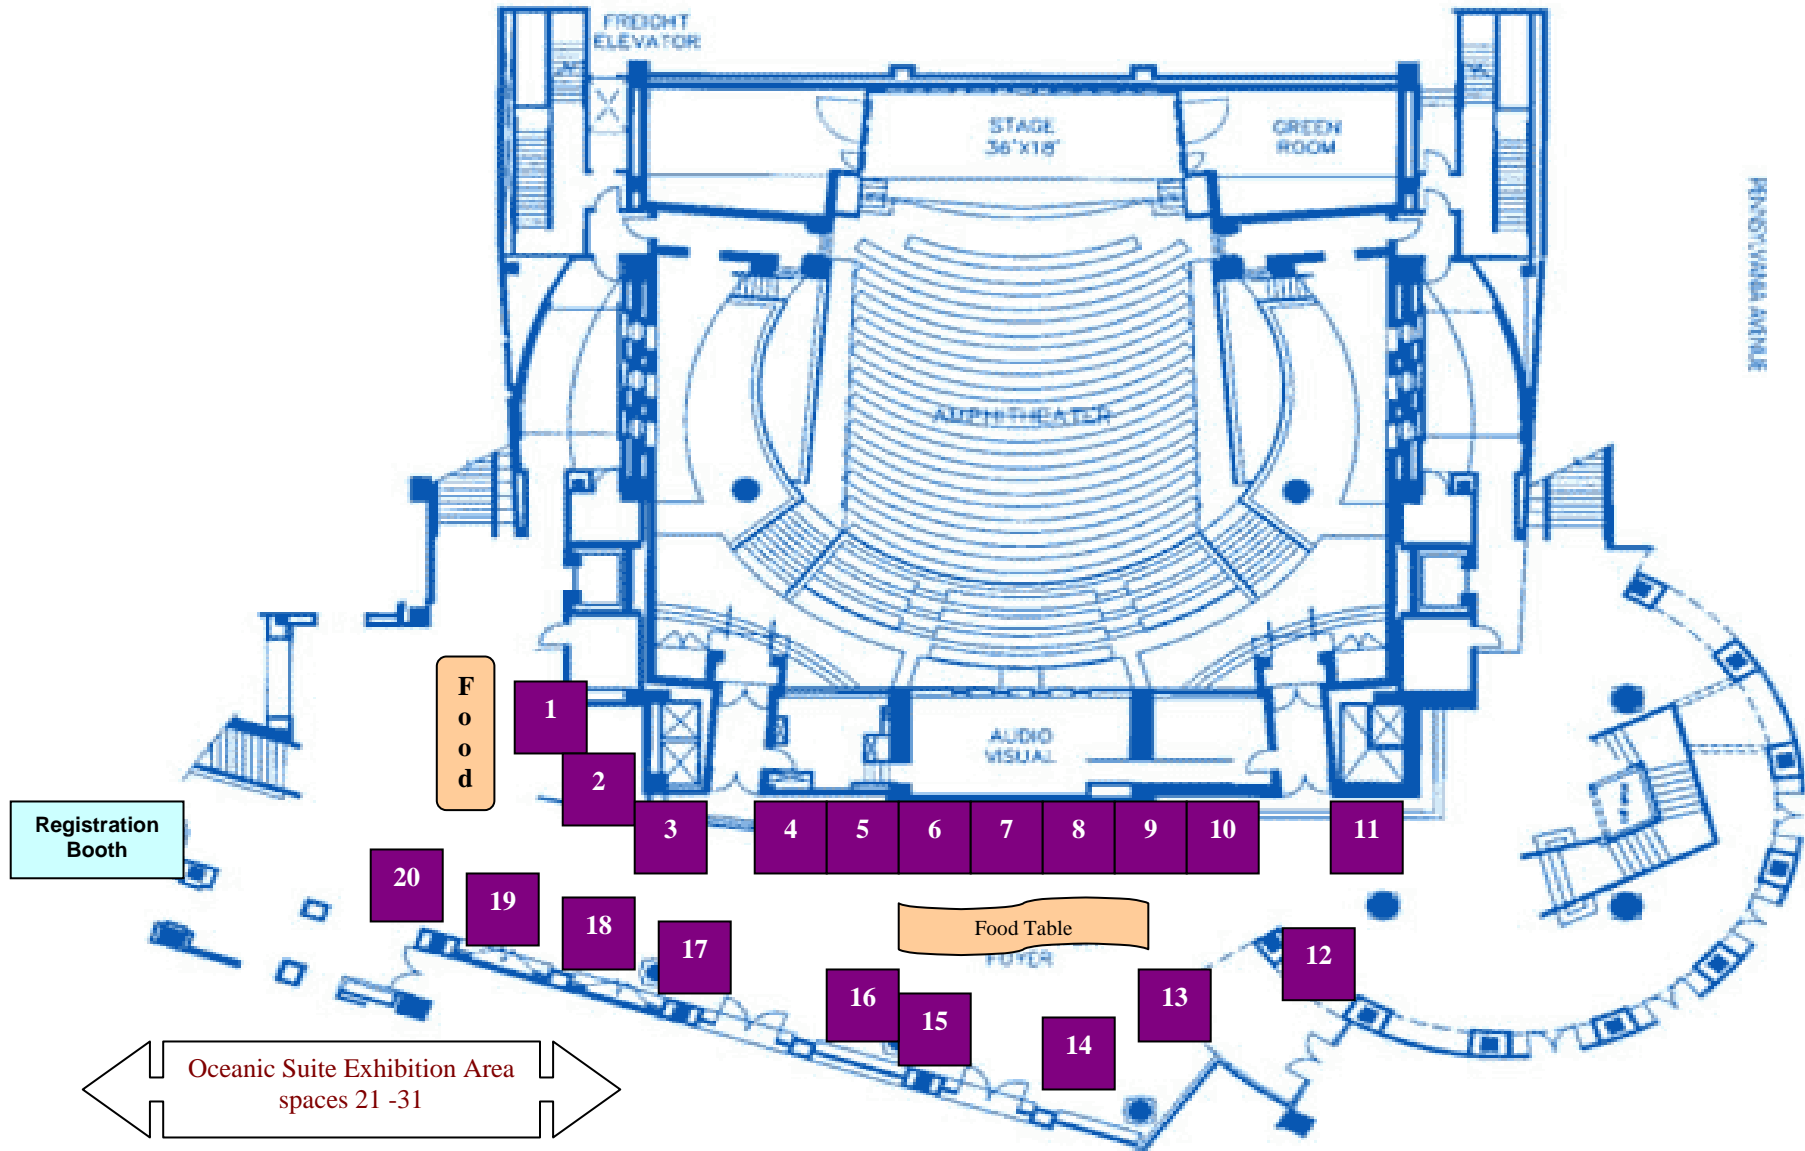 FREIGHT
ELEVATOR
STAGE
36'X18'
GREEN
ROOM
PENNSYLVANIA AVENUE
AMPHITHEATER
F
o
o
d
1
2
AUDIO
VISUAL
Registration
Booth
3
4
5
6
7
8
9
10
11
20
19
18
17
Food Table
FOYER
12
16
15
13
14
Oceanic Suite Exhibition Area
spaces 21 -31